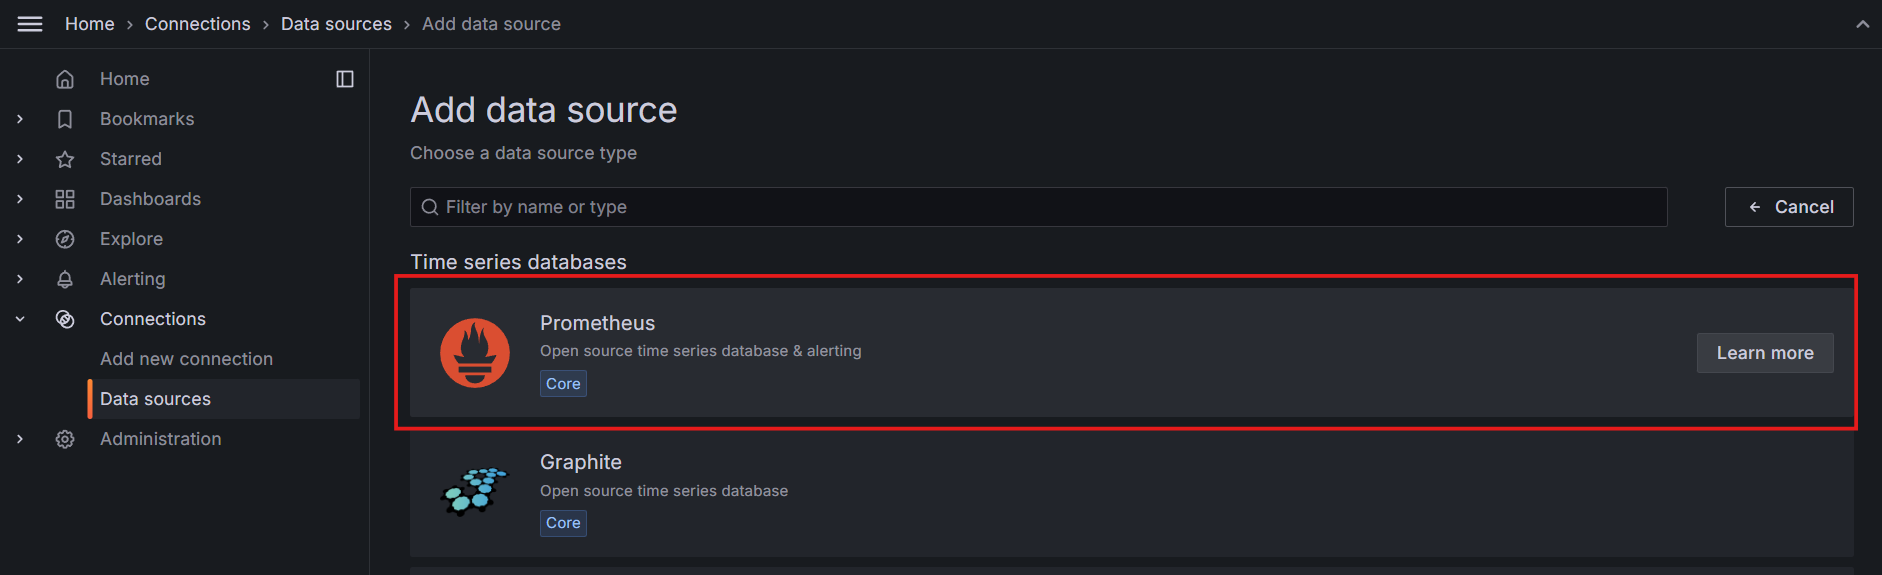 Home › Connections › Data sources › Add data source
Home
Bookmarks
Starred
Dashboards
Explore
Alerting
Connections
Add new connection
Data sources
Administration
Add data source
Choose a data source type
Filter by name or type
Cancel
Time series databases
Prometheus
Open source time series database & alerting
Core
Learn more
Graphite
Open source time series database
Core